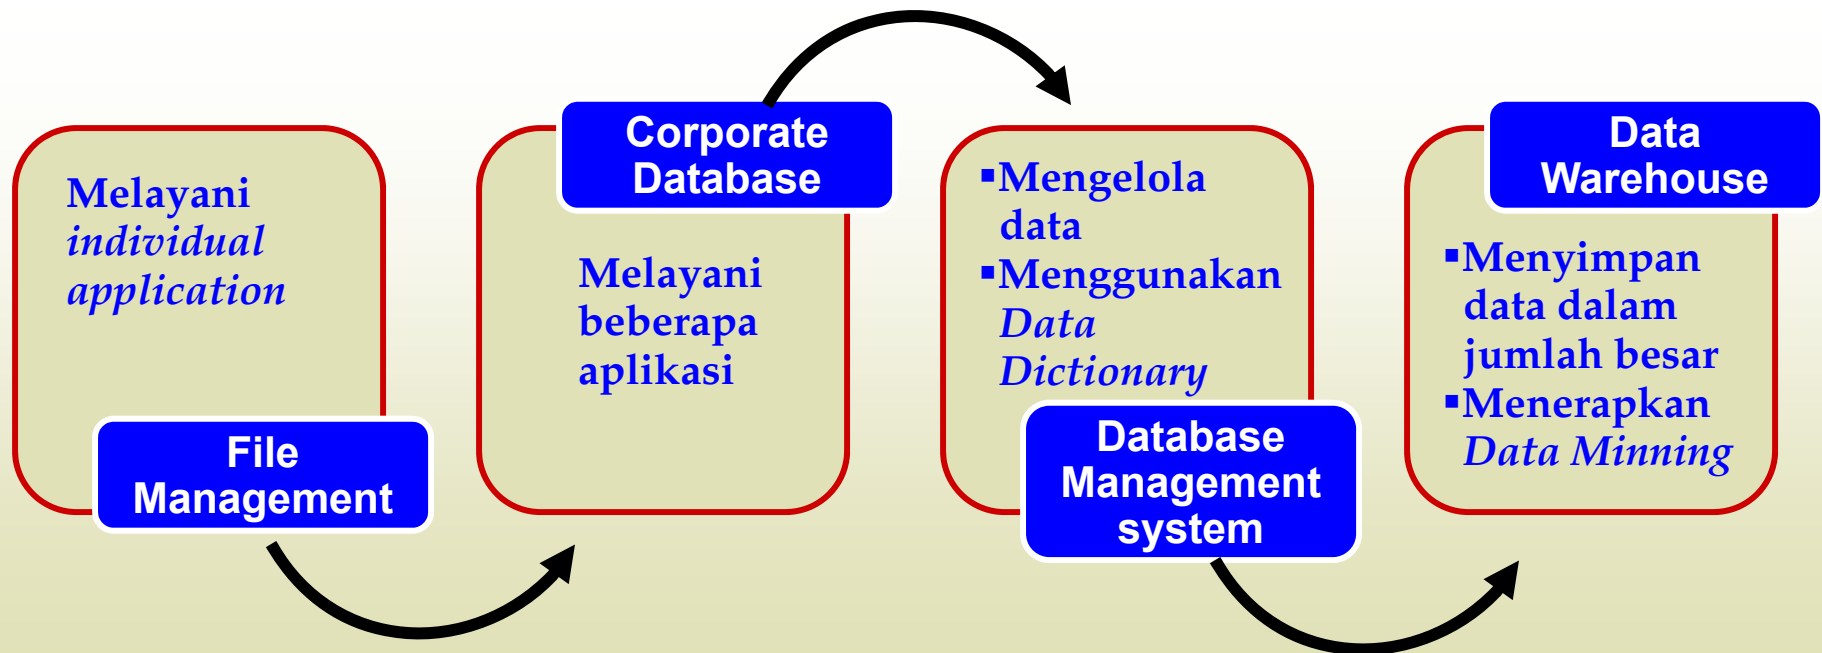 Melayani
individual
application
File
Management
Corporate
Database
Melayani
beberapa
aplikasi
▪Mengelola
data
▪Menggunakan
Data
Dictionary
Database
Management
system
Data
Warehouse
▪Menyimpan
data dalam
jumlah besar
▪Menerapkan
Data Minning